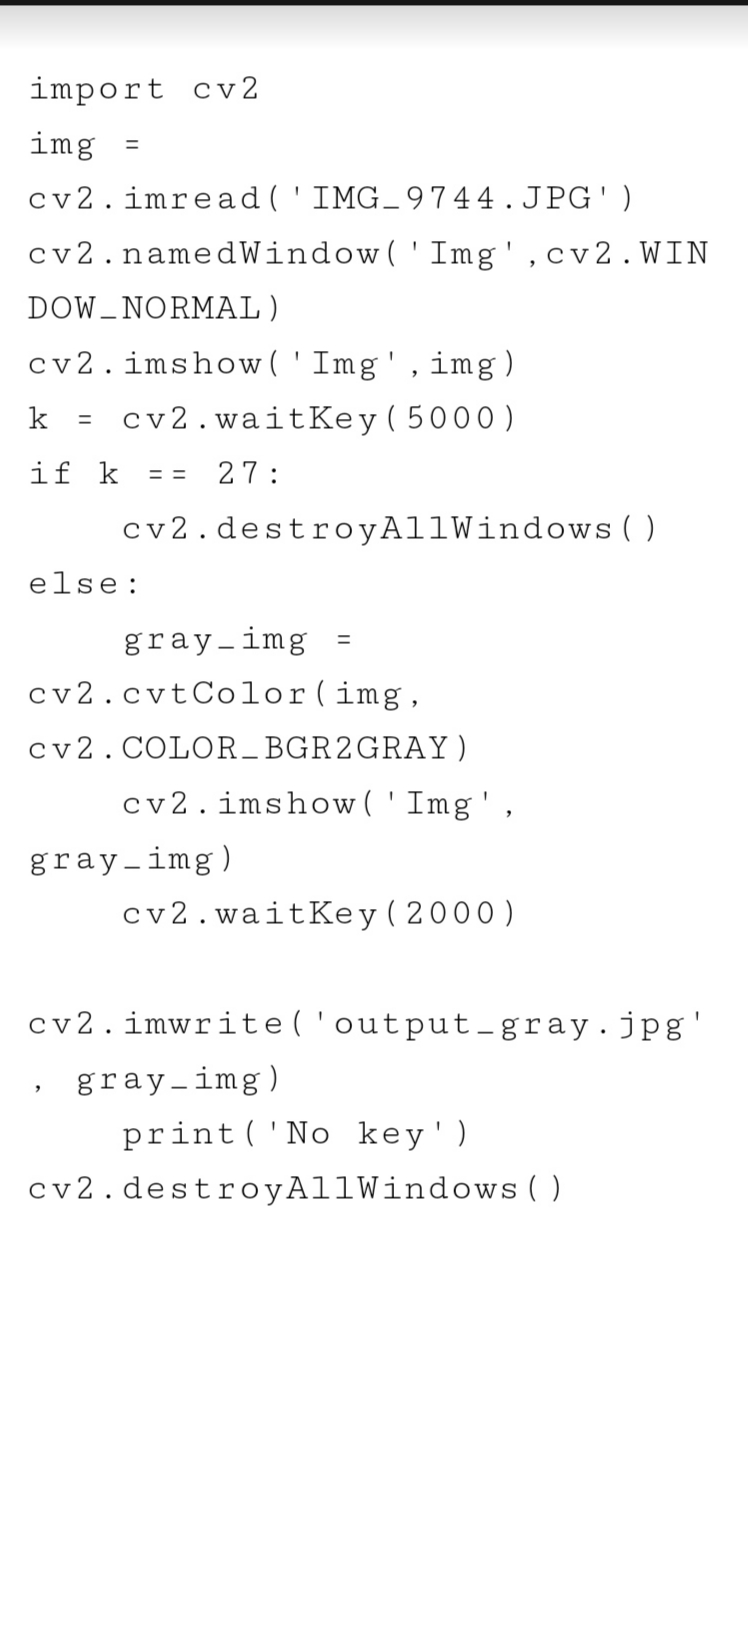 import cv2
img =
cv2.imread('IMG_9744.JPG')
cv2.namedWindow('Img',cv2.WIN
DOW_NORMAL)
cv2.imshow('Img',img)
k = cv2.waitKey(5000)
if k == 27:
    cv2.destroyAllWindows()
else:
    gray_img =
cv2.cvtColor(img,
cv2.COLOR_BGR2GRAY)
    cv2.imshow('Img',
gray_img)
    cv2.waitKey(2000)

cv2.imwrite('output_gray.jpg'
, gray_img)
    print('No key')
cv2.destroyAllWindows()